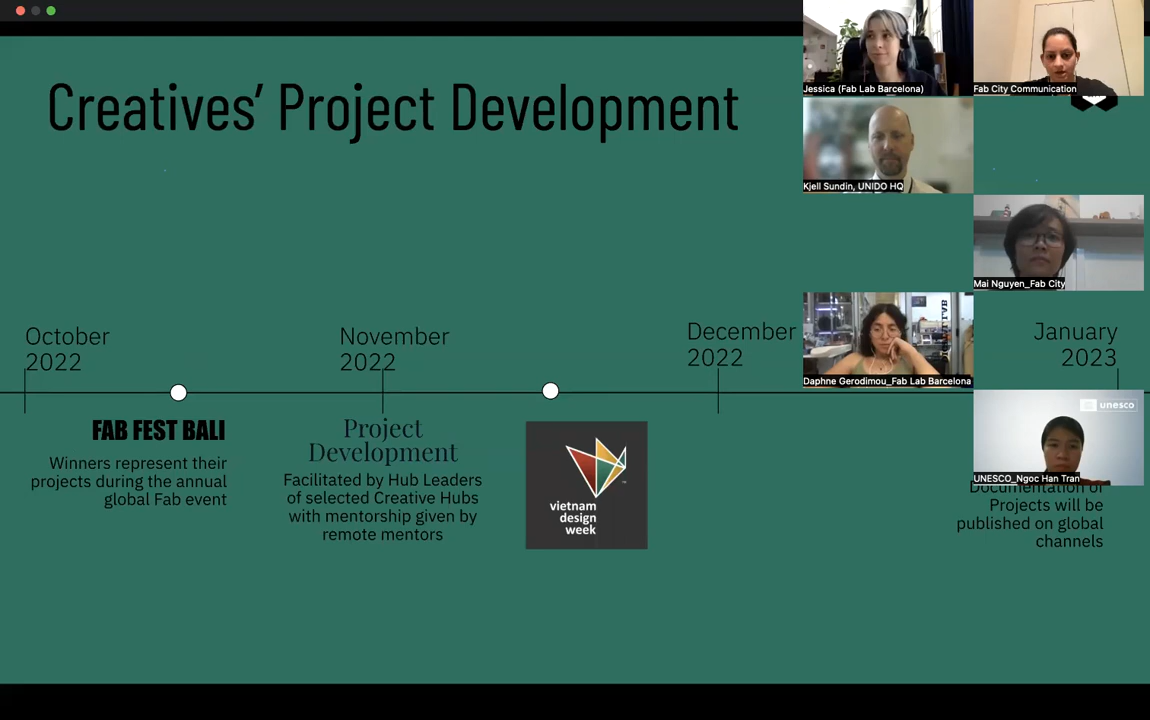 Creatives' Project Development
Jessica (Fab Lab Barcelona)
Fab City Communication
Kjell Sundin, UNIDO HQ
Mai Nguyen_Fab City
Daphne Gerodimou_Fab Lab Barcelona
unesco
UNESCO_Ngoc Han Tran
October
2022
November
2022
December
2022
January
2023
FAB FEST BALI
Winners represent their
projects during the annual
global Fab event
Project
Development
Facilitated by Hub Leaders
of selected Creative Hubs
with mentorship given by
remote mentors
vietnam
design
week
Documentation of
Projects will be
published on global
channels